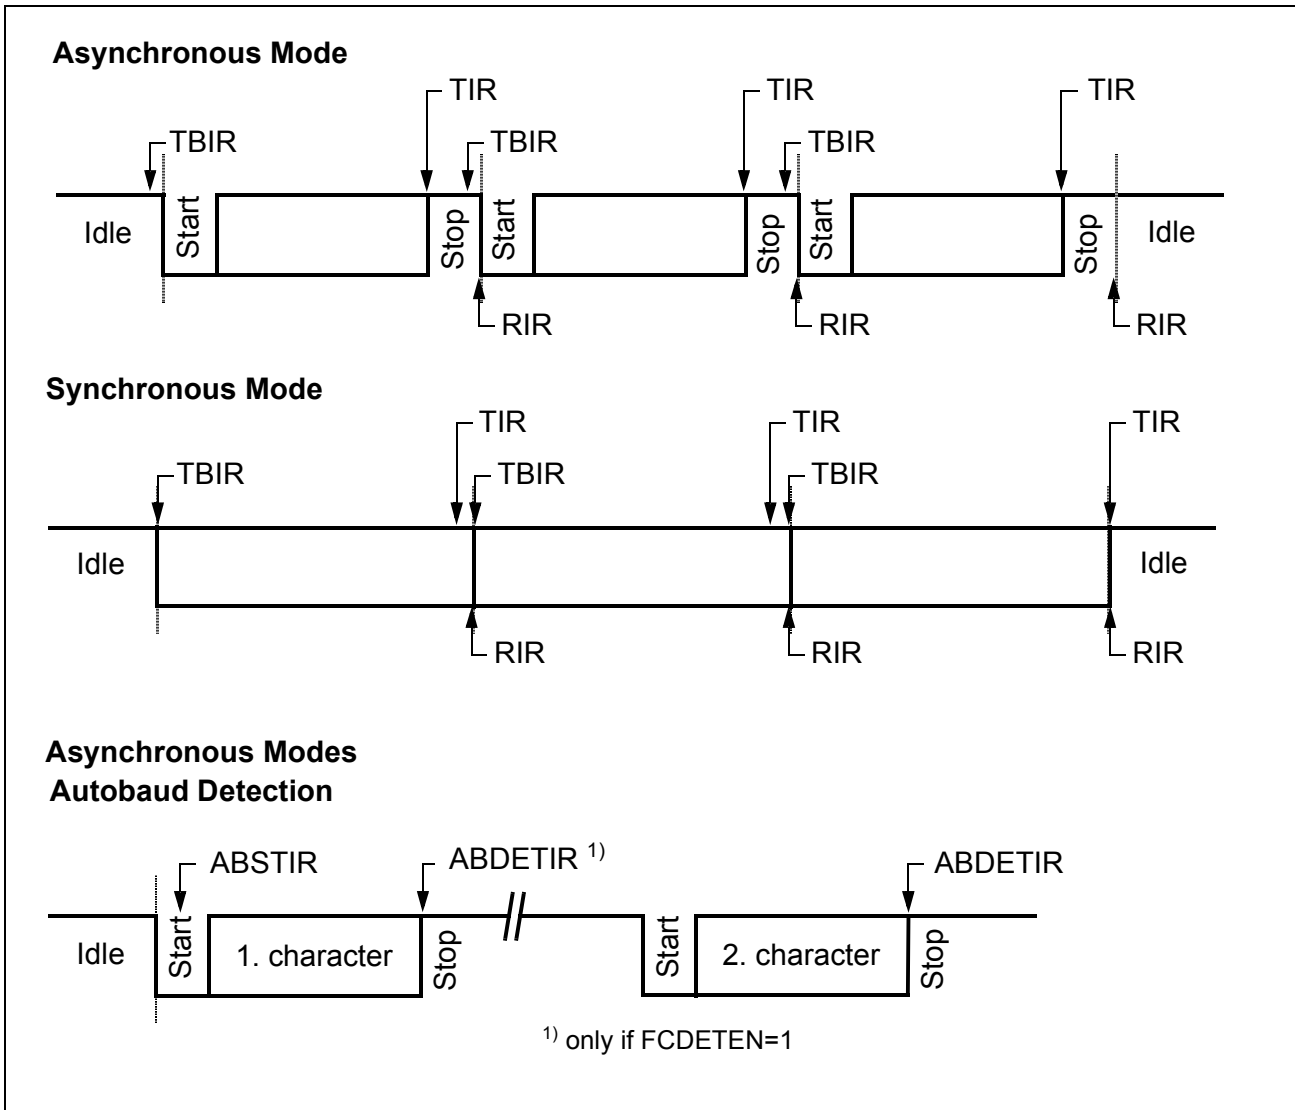 Asynchronous Mode
TIR TIR TIR
TBIR TBIR TBIR
Idle Start Stop Start Stop Start Stop Idle
RIR RIR RIR
Synchronous Mode
TIR TIR TIR
TBIR TBIR TBIR
Idle Idle
RIR RIR RIR
Asynchronous Modes
Autobaud Detection
ABSTIR ABDETIR 1) ABDETIR
Idle Start 1. character Stop Start 2. character Stop
1) only if FCDETEN=1